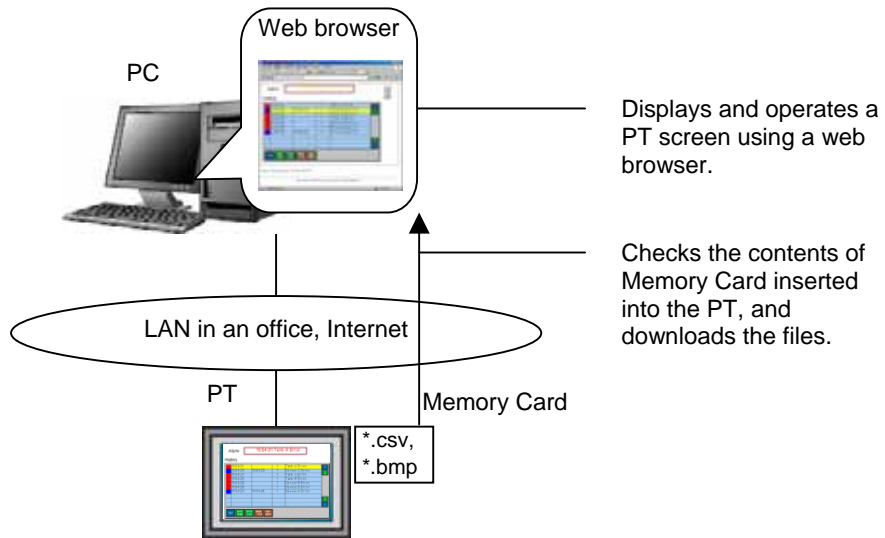 Web browser
PC
Displays and operates a
PT screen using a web
browser.
Checks the contents of
Memory Card inserted
into the PT, and
downloads the files.
LAN in an office, Internet
PT
Memory Card
*.csv,
*.bmp